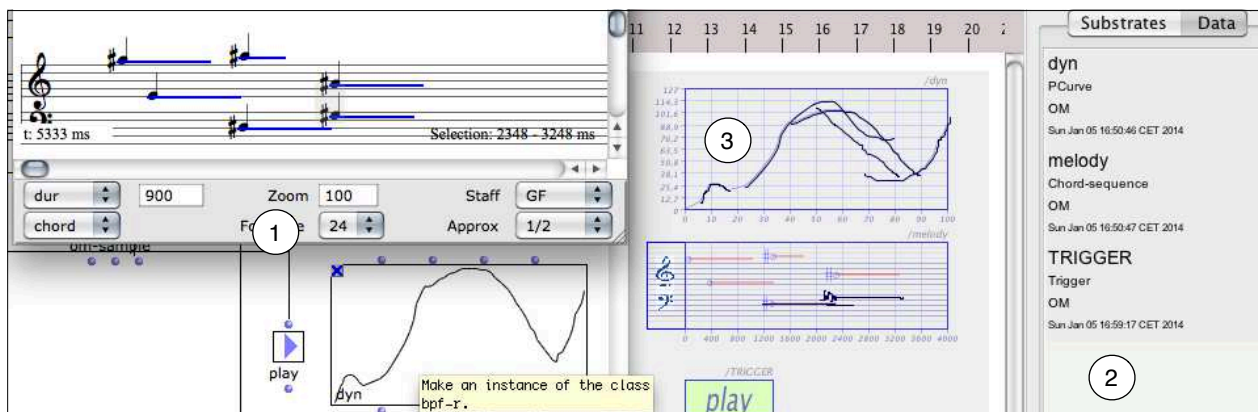 t: 5333 ms
Selection: 2348 - 3248 ms
dur 900 Zoom 100 Staff GF
chord 24 Approx 1/2
om-sample
1
play
dyn
Make an instance of the class
bpf-r.
11 12 13 14 15 16 17 18 19 20
/dyn
127
114,3
101,6
88,9
76,2
63,5
50,8
38,1
25,4
12,7
0
0 10 20 30 40 50 60 70 80 90 100
3
/melody
0 400 800 1200 1600 2000 2400 2800 3200 3600 4000
/TRIGGER
play
Substrates Data
dyn
PCurve
OM
Sun Jan 05 16:50:46 CET 2014
melody
Chord-sequence
OM
Sun Jan 05 16:50:47 CET 2014
TRIGGER
Trigger
OM
Sun Jan 05 16:59:17 CET 2014
2